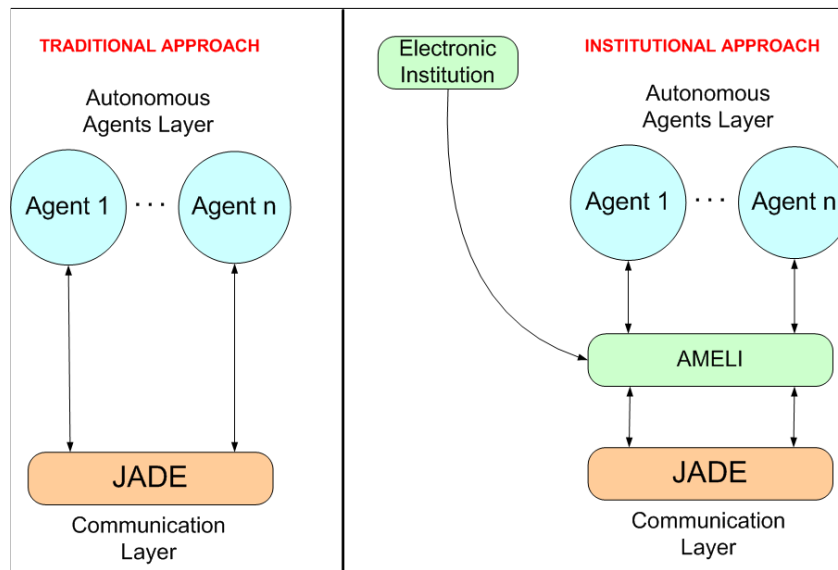 TRADITIONAL APPROACH
Autonomous
Agents Layer
Agent 1
. . .
Agent n
JADE
Communication
Layer
Electronic
Institution
INSTITUTIONAL APPROACH
Autonomous
Agents Layer
Agent 1
. . .
Agent n
AMELI
JADE
Communication
Layer